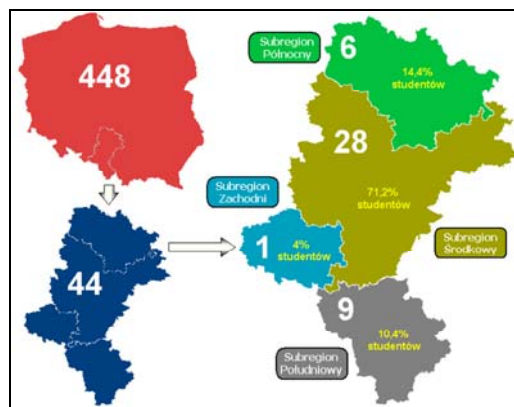 448
44
Subregion
Północny
6
14,4%
studentów
28
71,2%
studentów
Subregion
Zachodni
1
4%
studentów
Subregion
Środkowy
9
10,4%
studentów
Subregion
Południowy